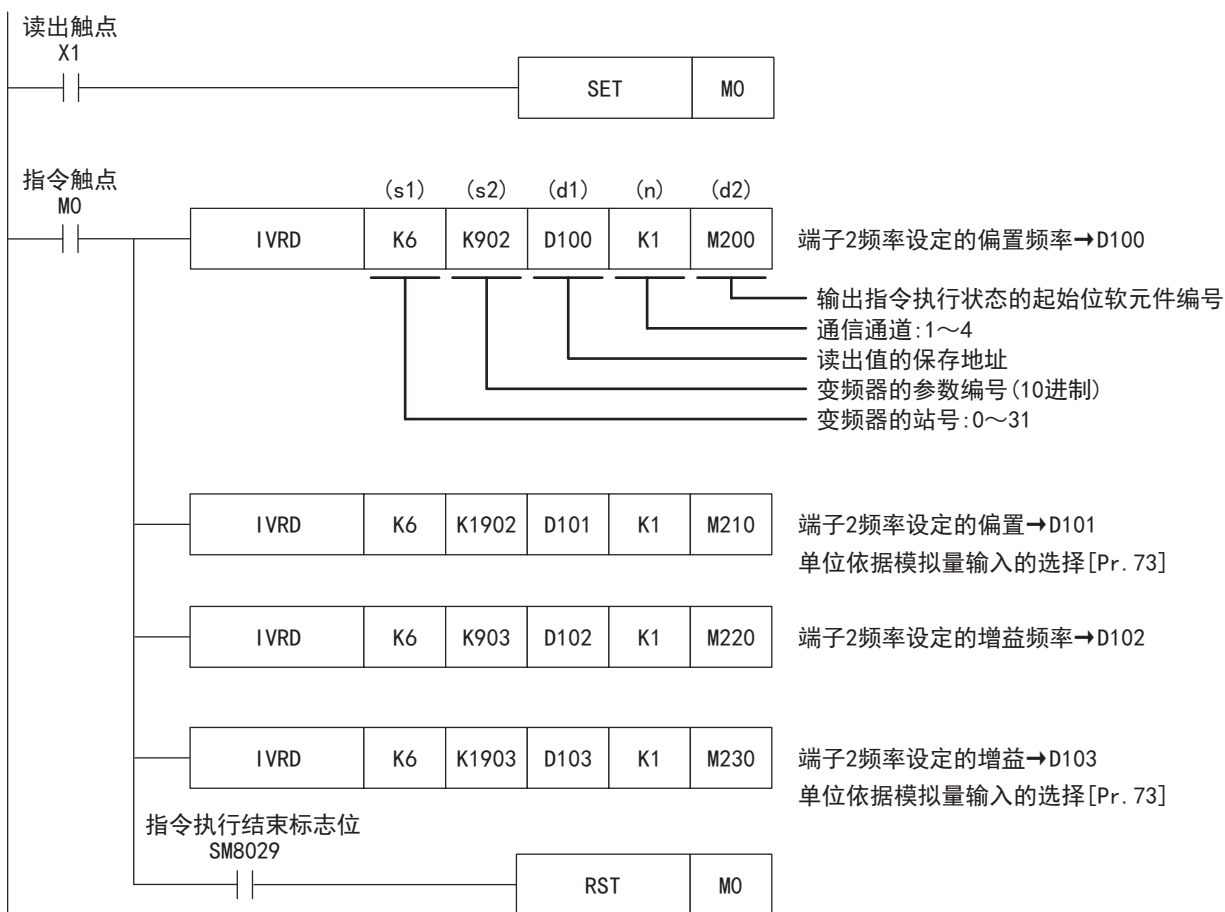 读出触点
X1
SET M0
指令触点
M0
(s1) (s2) (d1) (n) (d2)
IVRD K6 K902 D100 K1 M200 端子2频率设定的偏置频率→D100
输出指令执行状态的起始位软元件编号
通信通道:1～4
读出值的保存地址
变频器的参数编号(10进制)
变频器的站号:0～31
IVRD K6 K1902 D101 K1 M210 端子2频率设定的偏置→D101
单位依据模拟量输入的选择[Pr.73]
IVRD K6 K903 D102 K1 M220 端子2频率设定的增益频率→D102
IVRD K6 K1903 D103 K1 M230 端子2频率设定的增益→D103
单位依据模拟量输入的选择[Pr.73]
指令执行结束标志位
SM8029
RST M0